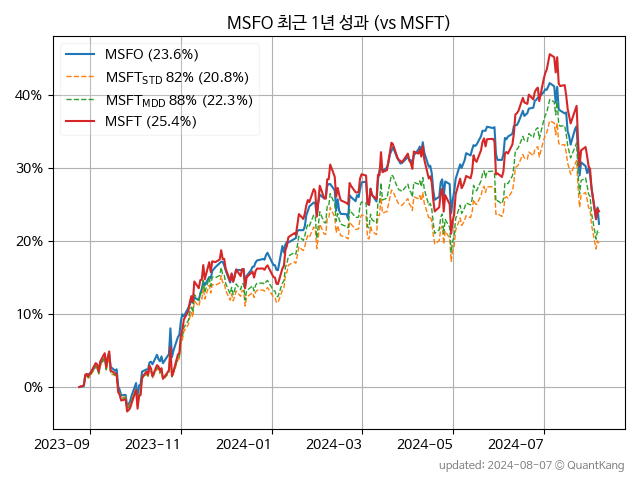 MSFO 최근 1년 성과 (vs MSFT)
MSFO (23.6%)
MSFT_STD 82% (20.8%)
MSFT_MDD 88% (22.3%)
MSFT (25.4%)
40%
30%
20%
10%
0%
2023-09 2023-11 2024-01 2024-03 2024-05 2024-07
updated: 2024-08-07 © QuantKang